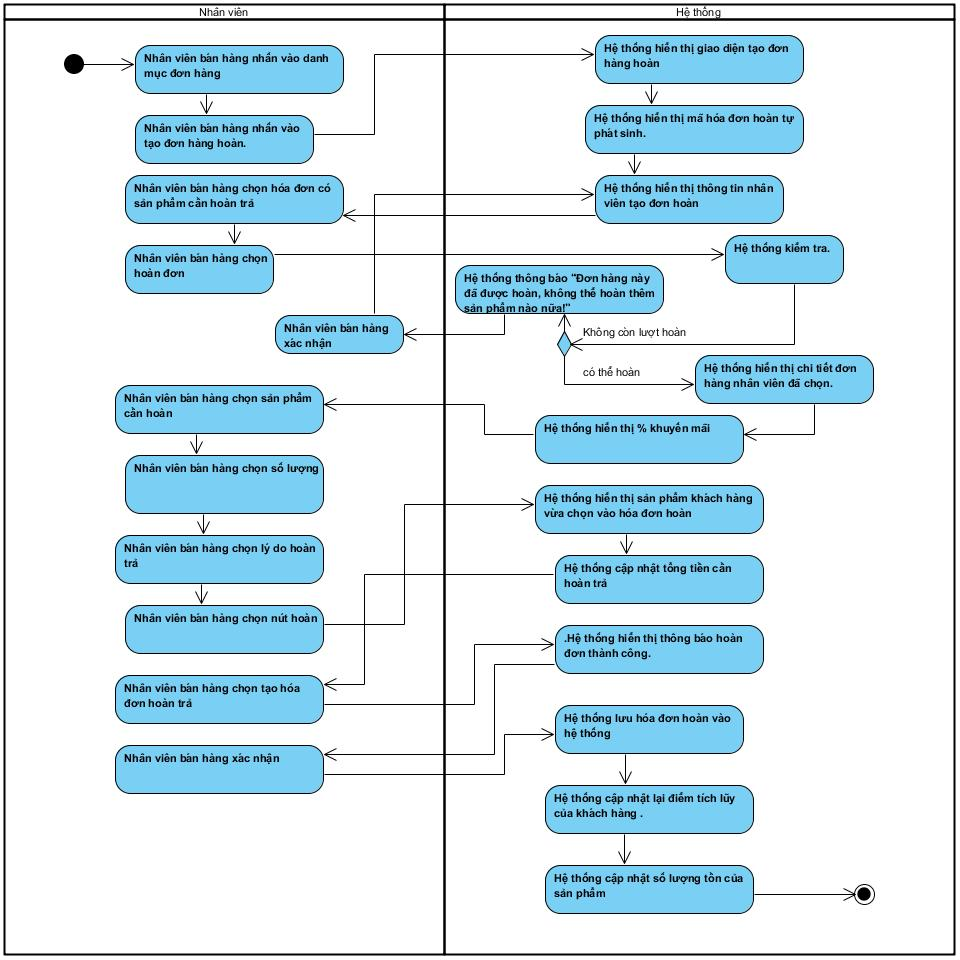 Nhân viên
Hệ thống
Nhân viên bán hàng nhấn vào danh
mục đơn hàng
Nhân viên bán hàng nhấn vào
tạo đơn hàng hoàn.
Hệ thống hiển thị giao diện tạo đơn
hàng hoàn
Hệ thống hiển thị mã hóa đơn hoàn tự
phát sinh.
Hệ thống hiển thị thông tin nhân
viên tạo đơn hoàn
Nhân viên bán hàng chọn hóa đơn có
sản phẩm cần hoàn trả
Nhân viên bán hàng chọn
hoàn đơn
Hệ thống kiểm tra.
Hệ thống thông báo "Đơn hàng này
đã được hoàn, không thể hoàn thêm
sản phẩm nào nữa!"
Nhân viên bán hàng
xác nhận
Không còn lượt hoàn
có thể hoàn
Hệ thống hiển thị chi tiết đơn
hàng nhân viên đã chọn.
Hệ thống hiển thị % khuyến mãi
Nhân viên bán hàng chọn sản phẩm
cần hoàn
Nhân viên bán hàng chọn số lượng
Nhân viên bán hàng chọn lý do hoàn
trả
Nhân viên bán hàng chọn nút hoàn
Hệ thống hiển thị sản phẩm khách hàng
vừa chọn vào hóa đơn hoàn
Hệ thống cập nhật tổng tiền cần
hoàn trả
Nhân viên bán hàng chọn tạo hóa
đơn hoàn trả
.Hệ thống hiển thị thông báo hoàn
đơn thành công.
Nhân viên bán hàng xác nhận
Hệ thống lưu hóa đơn hoàn vào
hệ thống
Hệ thống cập nhật lại điểm tích lũy
của khách hàng .
Hệ thống cập nhật số lượng tồn của
sản phẩm